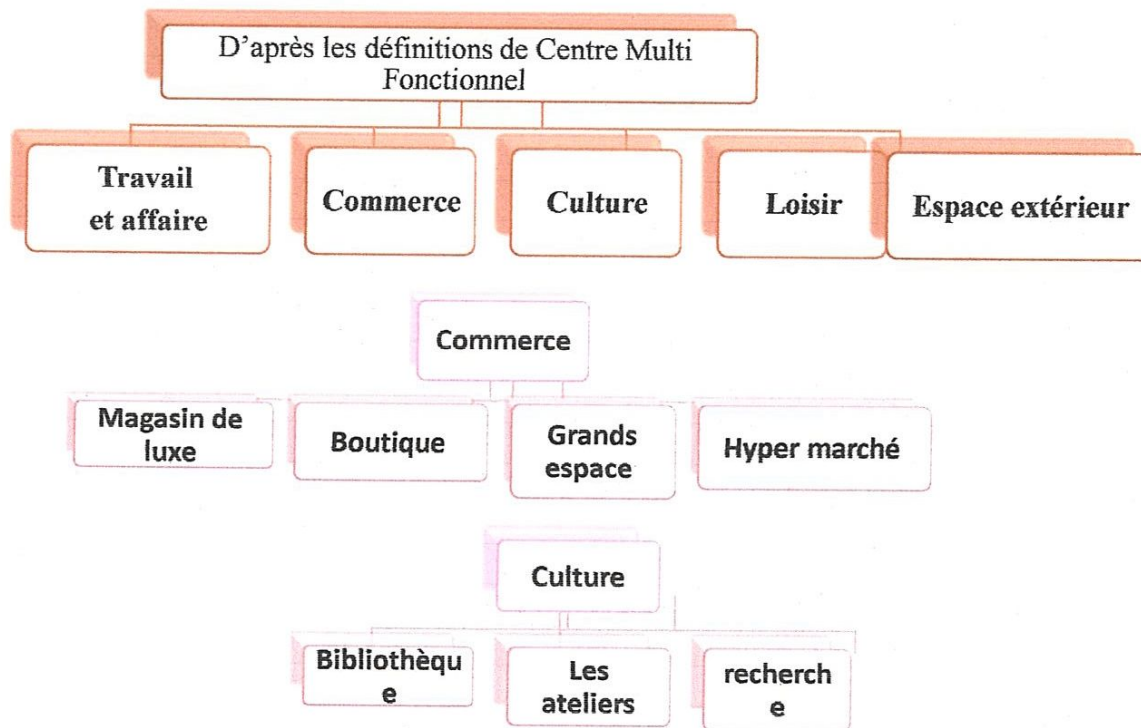 D'après les définitions de Centre Multi
Fonctionnel
Travail
et affaire
Commerce
Culture
Loisir
Espace extérieur
Commerce
Magasin de
luxe
Boutique
Grands
espace
Hyper marché
Culture
Bibliothèqu
e
Les
ateliers
recherch
e